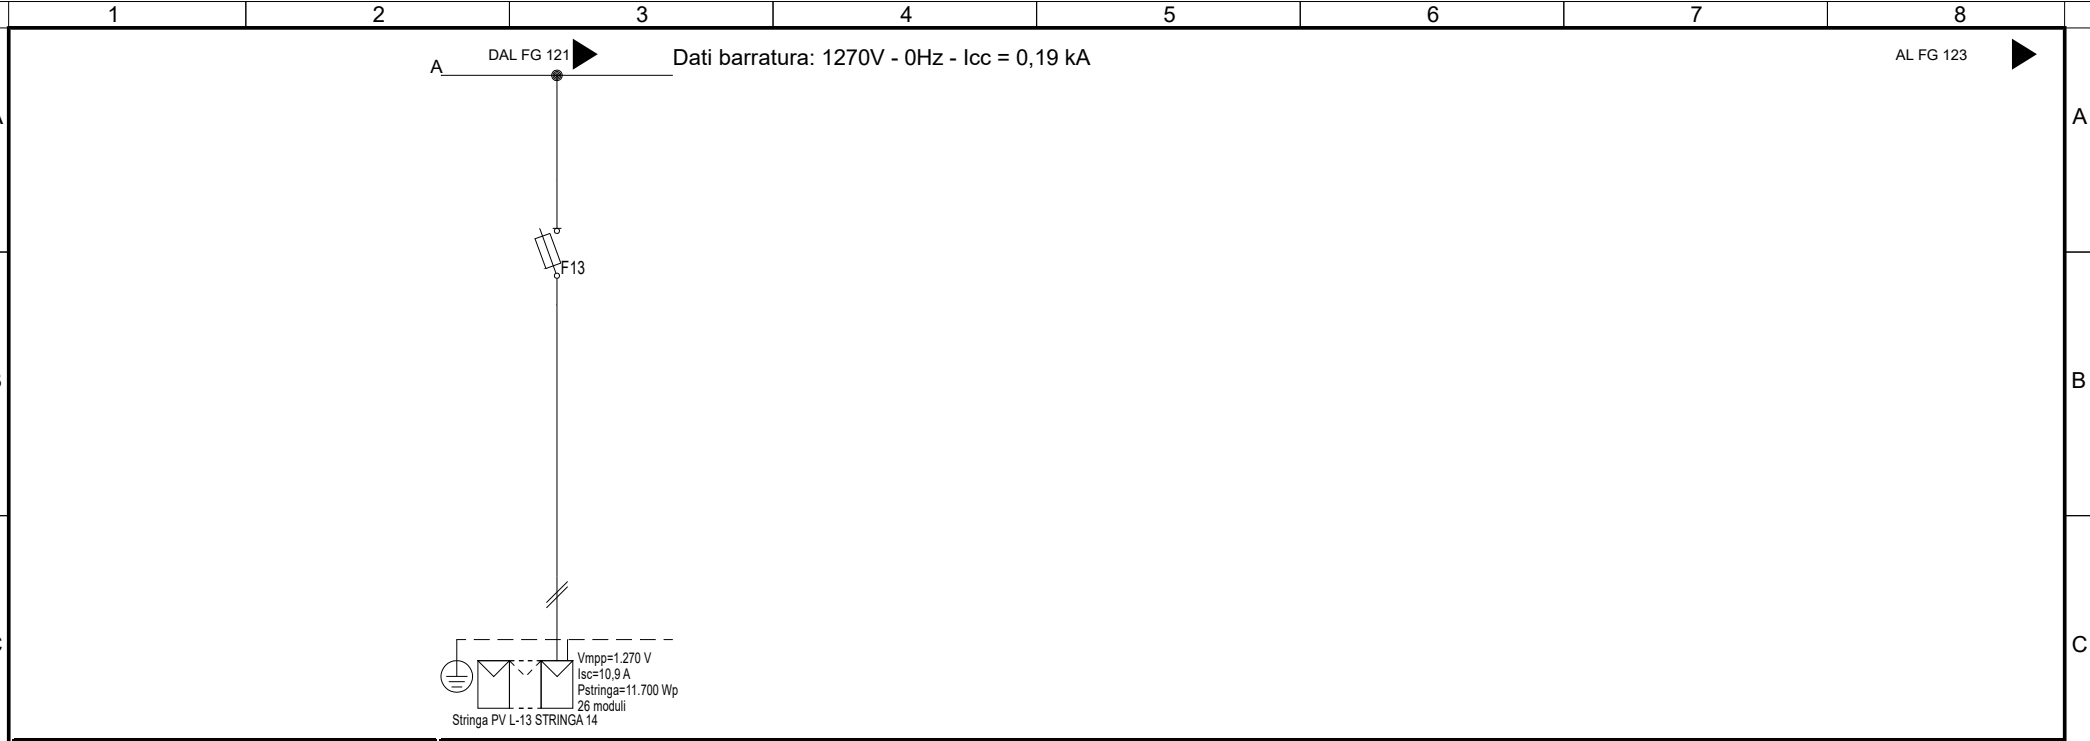 1 2 3 4 5 6 7 8
DAL FG 121
Dati barratura: 1270V - 0Hz - Icc = 0,19 kA
AL FG 123
A
A
F13
B
C
Vmpp=1.270 V
Isc=10,9 A
Pstringa=11.700 Wp
26 moduli
Stringa PV L-13 STRINGA 14